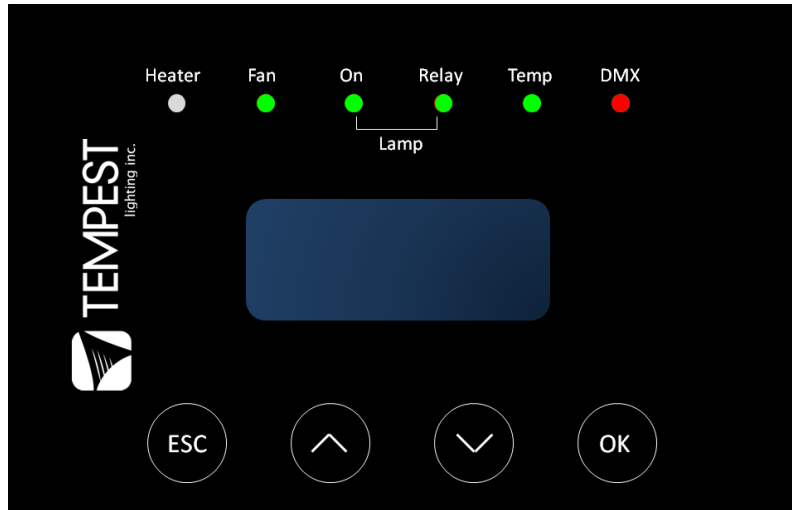 Heater Fan On Relay Temp DMX
Lamp
TEMPEST
lighting inc.
ESC OK